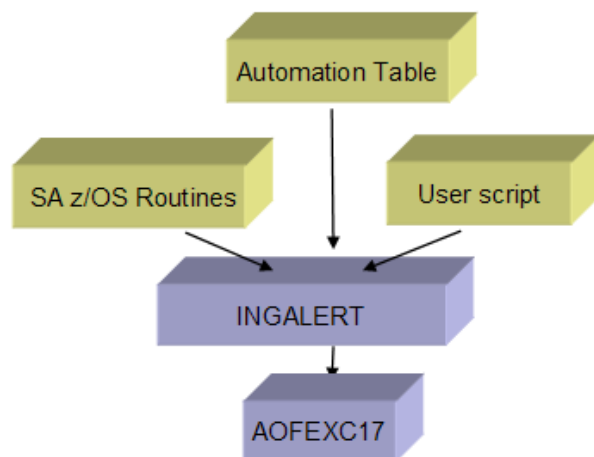 Automation Table
SA z/OS Routines
User script
INGALERT
AOFEXC17